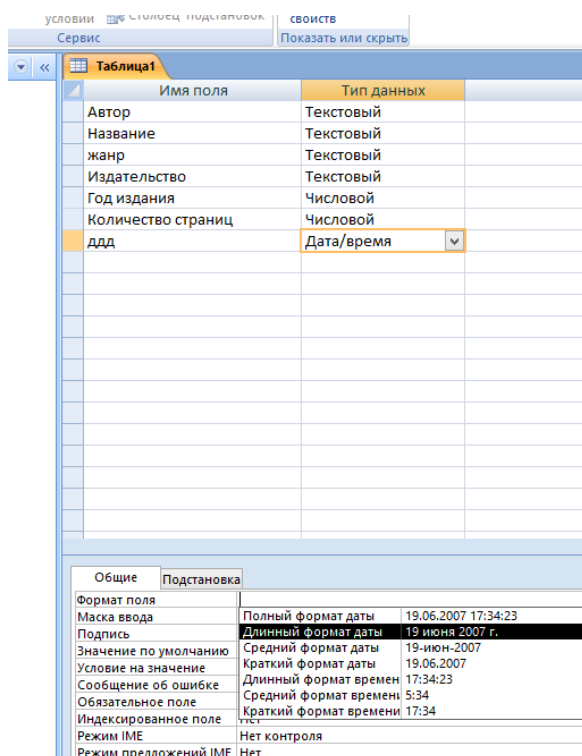 условии Столбец подстановок свойств
Сервис Показать или скрыть
« Таблица1
Имя поля Тип данных
Автор Текстовый
Название Текстовый
жанр Текстовый
Издательство Текстовый
Год издания Числовой
Количество страниц Числовой
ддд Дата/время
Общие Подстановка
Формат поля
Маска ввода Полный формат даты 19.06.2007 17:34:23
Подпись Длинный формат даты 19 июня 2007 г.
Значение по умолчанию Средний формат даты 19-июн-2007
Условие на значение Краткий формат даты 19.06.2007
Сообщение об ошибке Длинный формат времен 17:34:23
Обязательное поле Средний формат времени 5:34
Индексированное поле Краткий формат времени 17:34
Режим IME Нет контроля
Режим предложений IME Нет